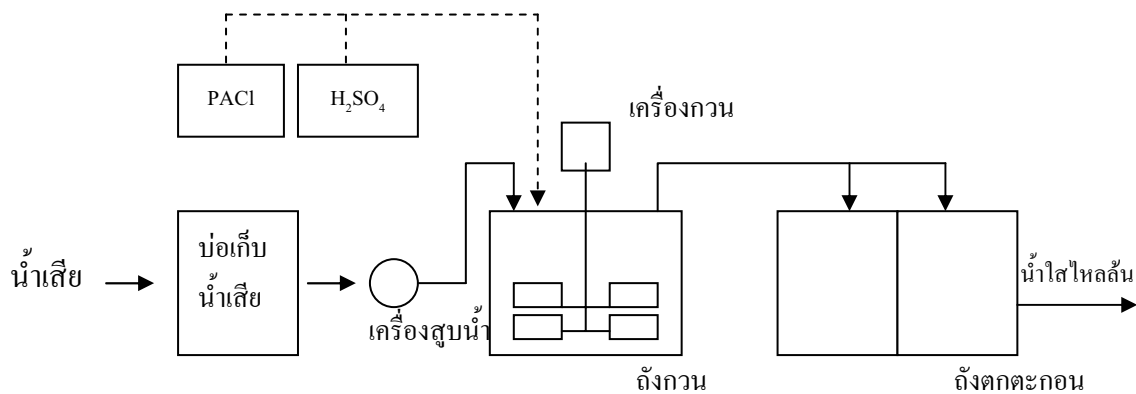 PACl
H₂SO₄
เครื่องกวน
น้ำเสีย
บ่อเก็บ
น้ำเสีย
เครื่องสูบน้ำ
น้ำใสไหลล้น
ถังกวน
ถังตกตะกอน